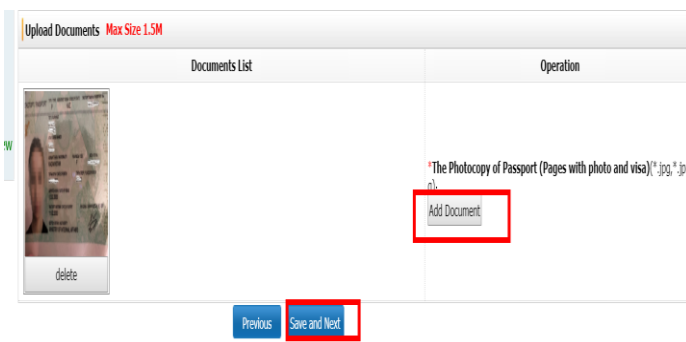 Upload Documents Max Size 1.5M
Documents List
Operation
ew
*The Photocopy of Passport (Pages with photo and visa)(*.jpg,*.jp
g):
Add Document
delete
Previous
Save and Next